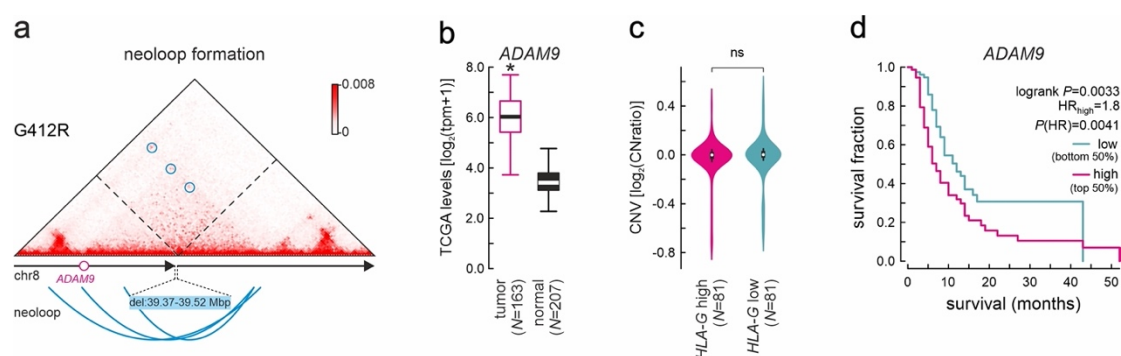 a
neoloop formation
G412R
0.008
0
chr8
ADAM9
del:39.37-39.52 Mbp
neoloop
b
ADAM9
TCGA levels [log2(tpm+1)]
10.0
8.0
6.0
4.0
2.0
0.0
*
tumor
(N=163)
normal
(N=207)
c
ns
CNV [log2(CNratio)]
0.4
0.0
-0.4
-0.8
HLA-G high
(N=81)
HLA-G low
(N=81)
d
ADAM9
survival fraction
1.0
0.8
0.6
0.4
0.2
0.0
logrank P=0.0033
HRhigh=1.8
P(HR)=0.0041
low
(bottom 50%)
high
(top 50%)
0 10 20 30 40 50
survival (months)